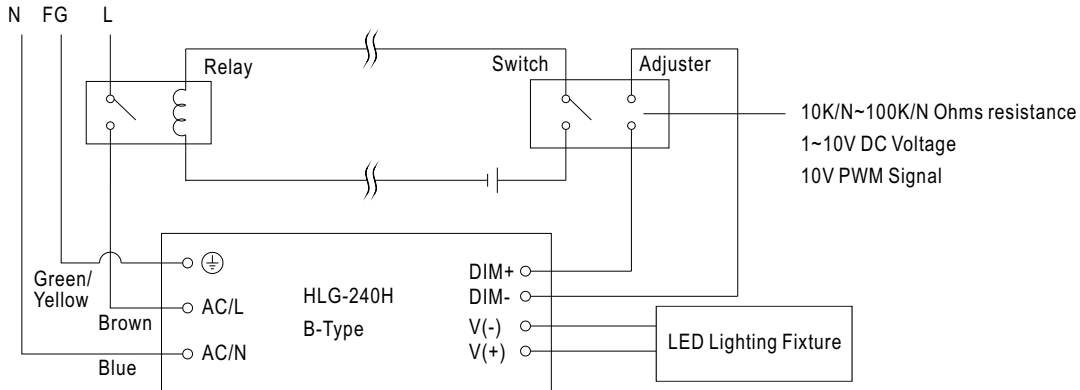 N FG L
Relay
Switch
Adjuster
10K/N~100K/N Ohms resistance
1~10V DC Voltage
10V PWM Signal
Green/
Yellow
Brown
Blue
AC/L
AC/N
HLG-240H
B-Type
DIM+
DIM-
V(-)
V(+)
LED Lighting Fixture